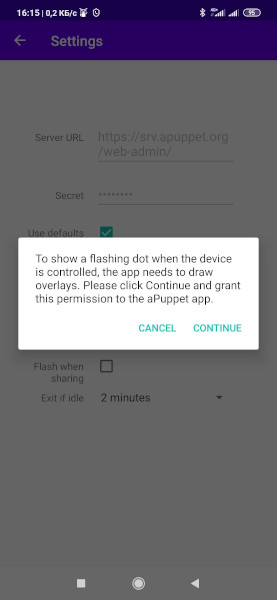 16:15 | 0,2 КБ/с
95
Settings
Server URL
https://srv.apuppet.org
/web-admin/
Secret
••••••••
Use defaults
To show a flashing dot when the device
is controlled, the app needs to draw
overlays. Please click Continue and grant
this permission to the aPuppet app.
CANCEL
CONTINUE
Flash when
sharing
Exit if idle
2 minutes